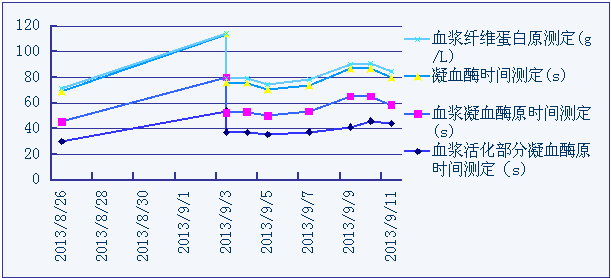 120
100
80
60
40
20
0
2013/8/26
2013/8/28
2013/8/30
2013/9/1
2013/9/3
2013/9/5
2013/9/7
2013/9/9
2013/9/11
血浆纤维蛋白原测定(g
/L)
凝血酶时间测定(s)
血浆凝血酶原时间测定
(s)
血浆活化部分凝血酶原
时间测定（s）